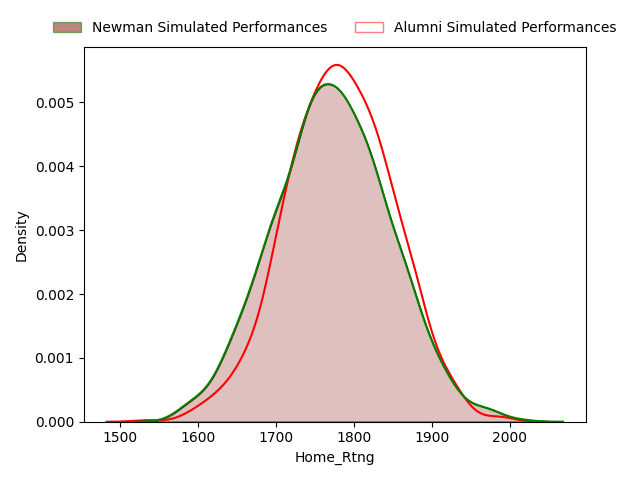 Newman Simulated Performances
Alumni Simulated Performances
0.005
0.004
0.003
0.002
0.001
0.000
Density
1500 1600 1700 1800 1900 2000
Home_Rtng